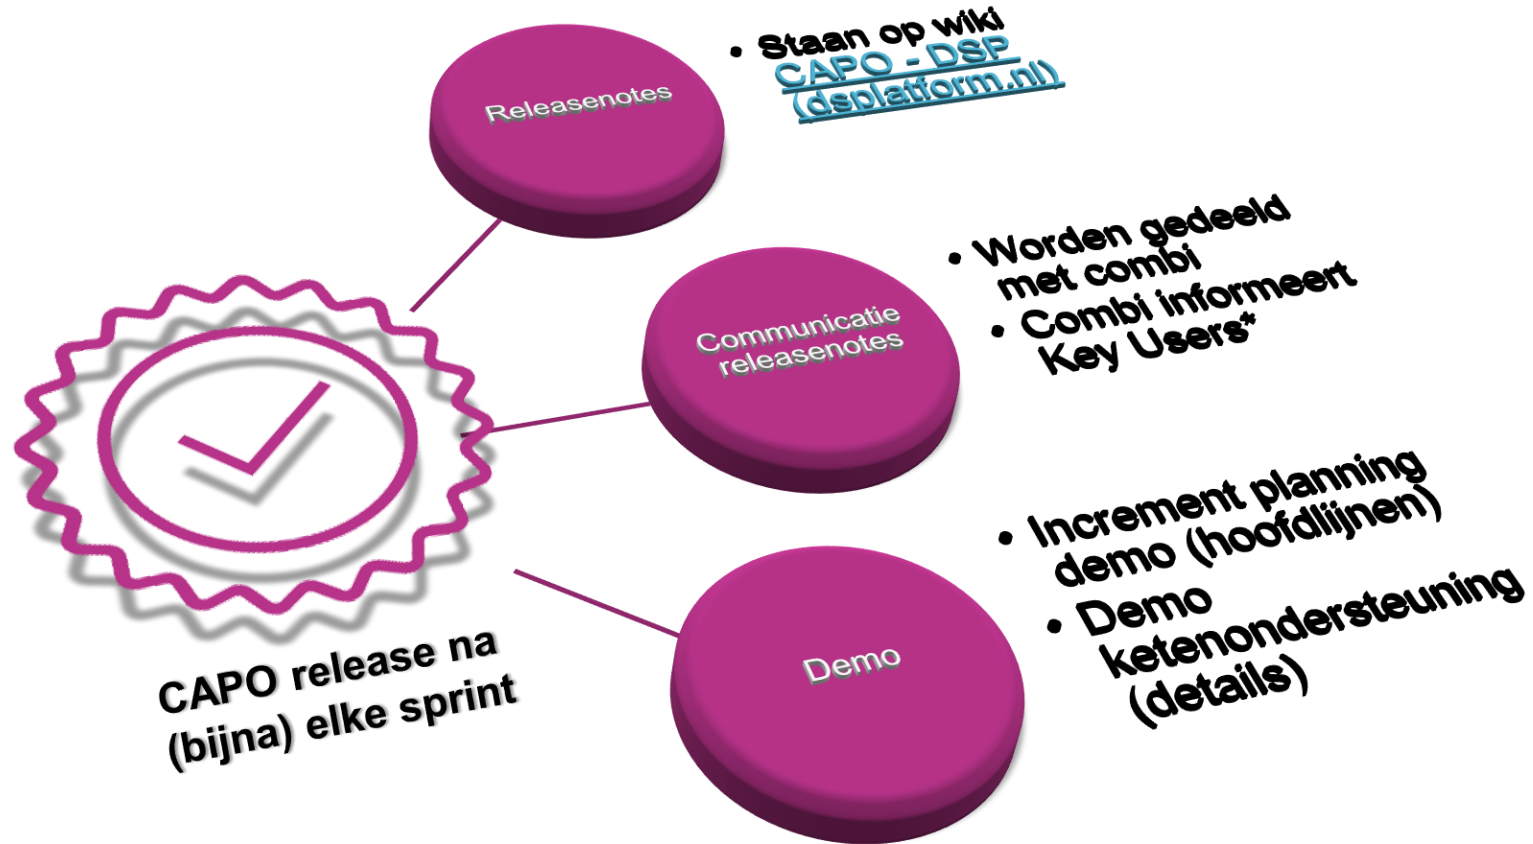 Releasenotes
• Staan op wiki
CAPO - DSP
(dsplatform.nl)
Communicatie
releasenotes
• Worden gedeeld
met combi
• Combi informeert
Key Users*
Demo
• Increment planning
demo (hoofdlijnen)
• Demo
ketenondersteuning
(details)
CAPO release na
(bijna) elke sprint